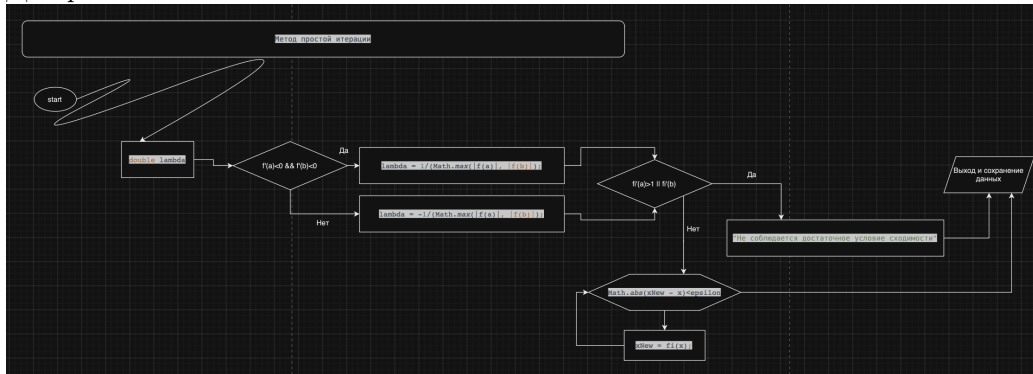 Метод простой итерации
start
double lambda
f'(a)<0 && f'(b)<0
Да
lambda = 1/(Math.max(|f(a)|, |f(b)|);
Нет
lambda = -1/(Math.max(|f(a)|, |f(b)|);
fi'(a)>1 || fi'(b)
Да
Нет
"Не соблюдается достаточное условие сходимости"
Выход и сохранение
данных
Math.abs(xNew - x)<epsilon
xNew = fi(x);